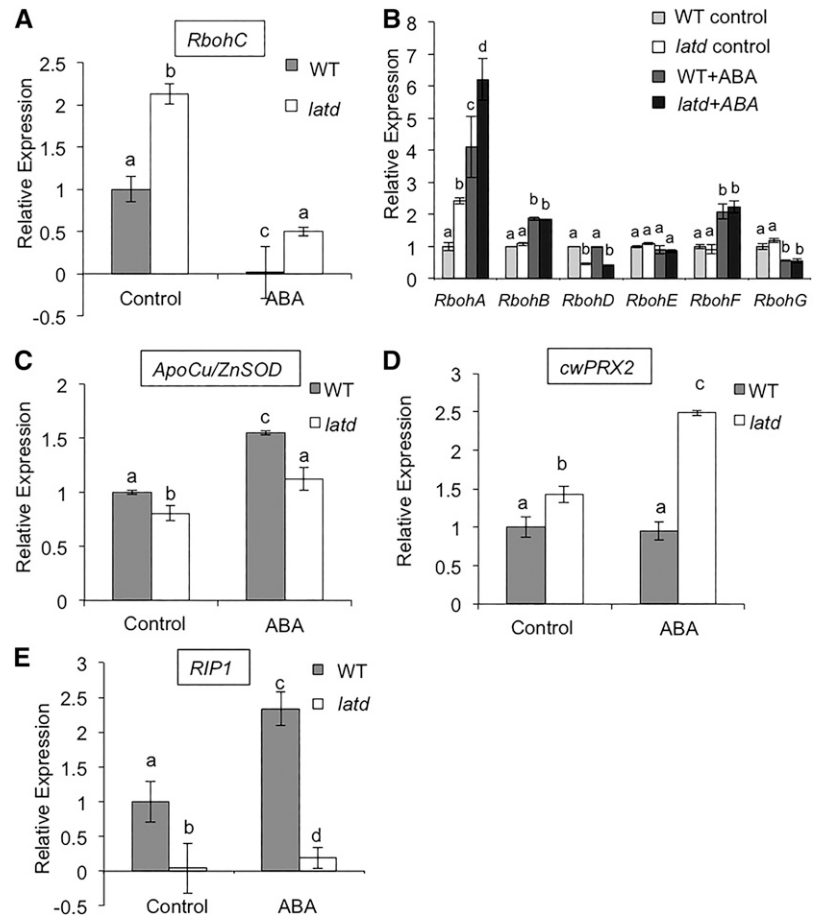 A
RbohC
WT
latd
Relative Expression
2.5
2
1.5
1
0.5
0
-0.5
a
b
c
a
Control
ABA
B
WT control
latd control
WT+ABA
latd+ABA
Relative Expression
8
7
6
5
4
3
2
1
0
a b c d
a a b b
a b a b
a a a a
a a b b
a a b b
RbohA RbohB RbohD RbohE RbohF RbohG
C
ApoCu/ZnSOD
WT
latd
Relative Expression
2
1.5
1
0.5
0
a
b
c
a
Control
ABA
D
cwPRX2
WT
latd
Relative Expression
3
2.5
2
1.5
1
0.5
0
a
b
a
c
Control
ABA
E
RIP1
WT
latd
Relative Expression
3
2.5
2
1.5
1
0.5
0
-0.5
a
b
c
d
Control
ABA